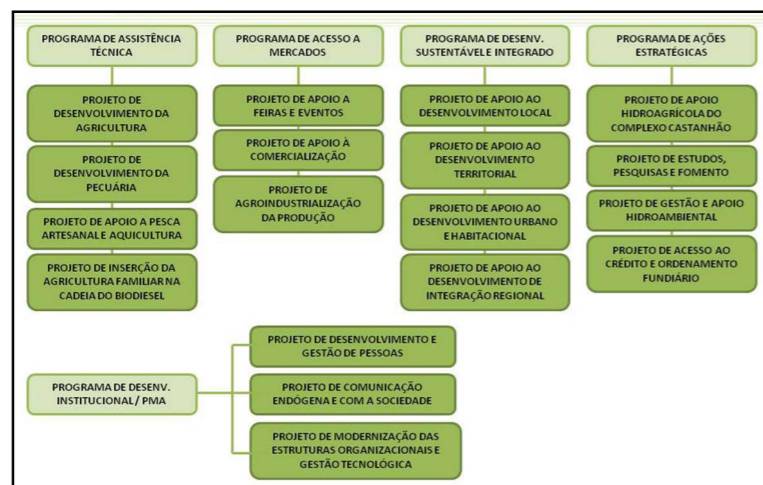 PROGRAMA DE ASSISTÊNCIA
TÉCNICA
PROJETO DE
DESENVOLVIMENTO DA
AGRICULTURA
PROJETO DE
DESENVOLVIMENTO DA
PECUÁRIA
PROJETO DE APOIO A PESCA
ARTESANAL E AQUICULTURA
PROJETO DE INSERÇÃO DA
AGRICULTURA FAMILIAR NA
CADEIA DO BIODIESEL
PROGRAMA DE ACESSO A
MERCADOS
PROJETO DE APOIO A
FEIRAS E EVENTOS
PROJETO DE APOIO À
COMERCIALIZAÇÃO
PROJETO DE
AGROINDUSTRIALIZAÇÃO
DA PRODUÇÃO
PROGRAMA DE DESENV.
SUSTENTÁVEL E INTEGRADO
PROJETO DE APOIO AO
DESENVOLVIMENTO LOCAL
PROJETO DE APOIO AO
DESENVOLVIMENTO
TERRITORIAL
PROJETO DE APOIO AO
DESENVOLVIMENTO URBANO
E HABITACIONAL
PROJETO DE APOIO AO
DESENVOLVIMENTO DE
INTEGRAÇÃO REGIONAL
PROGRAMA DE AÇÕES
ESTRATÉGICAS
PROJETO DE APOIO
HIDROAGRÍCOLA DO
COMPLEXO CASTANHÃO
PROJETO DE ESTUDOS,
PESQUISAS E FOMENTO
PROJETO DE GESTÃO E APOIO
HIDROAMBIENTAL
PROJETO DE ACESSO AO
CRÉDITO E ORDENAMENTO
FUNDIÁRIO
PROGRAMA DE DESENV.
INSTITUCIONAL/ PMA
PROJETO DE DESENVOLVIMENTO E
GESTÃO DE PESSOAS
PROJETO DE COMUNICAÇÃO
ENDÓGENA E COM A SOCIEDADE
PROJETO DE MODERNIZAÇÃO DAS
ESTRUTURAS ORGANIZACIONAIS E
GESTÃO TECNOLÓGICA